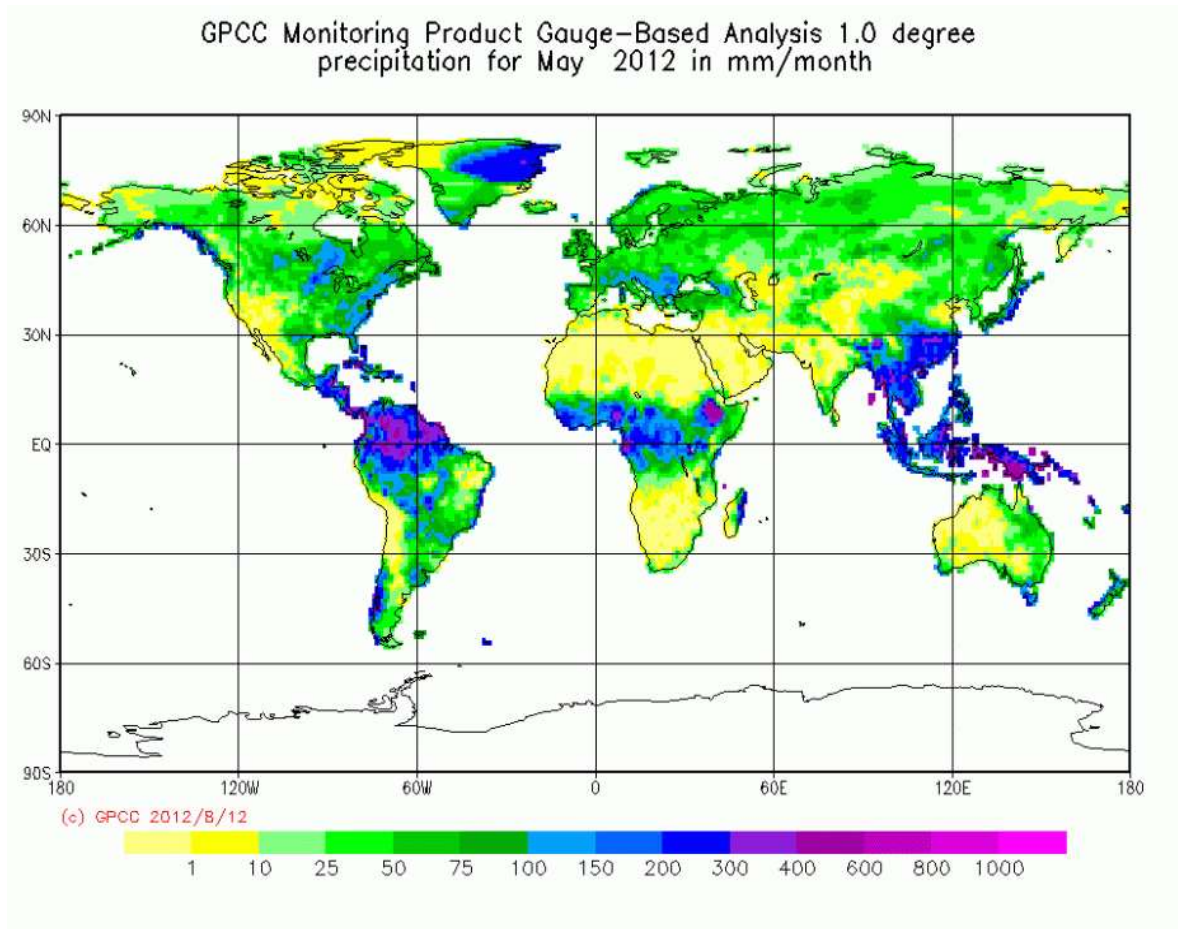 GPCC Monitoring Product Gauge-Based Analysis 1.0 degree
precipitation for May 2012 in mm/month
90N
60N
30N
EQ
30S
60S
90S
180 120W 60W 0 60E 120E 180
(c) GPCC 2012/8/12
1 10 25 50 75 100 150 200 300 400 600 800 1000